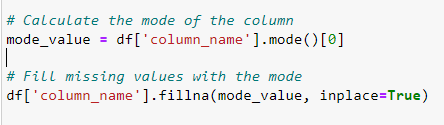 # Calculate the mode of the column
mode_value = df['column_name'].mode()[0]
# Fill missing values with the mode
df['column_name'].fillna(mode_value, inplace=True)